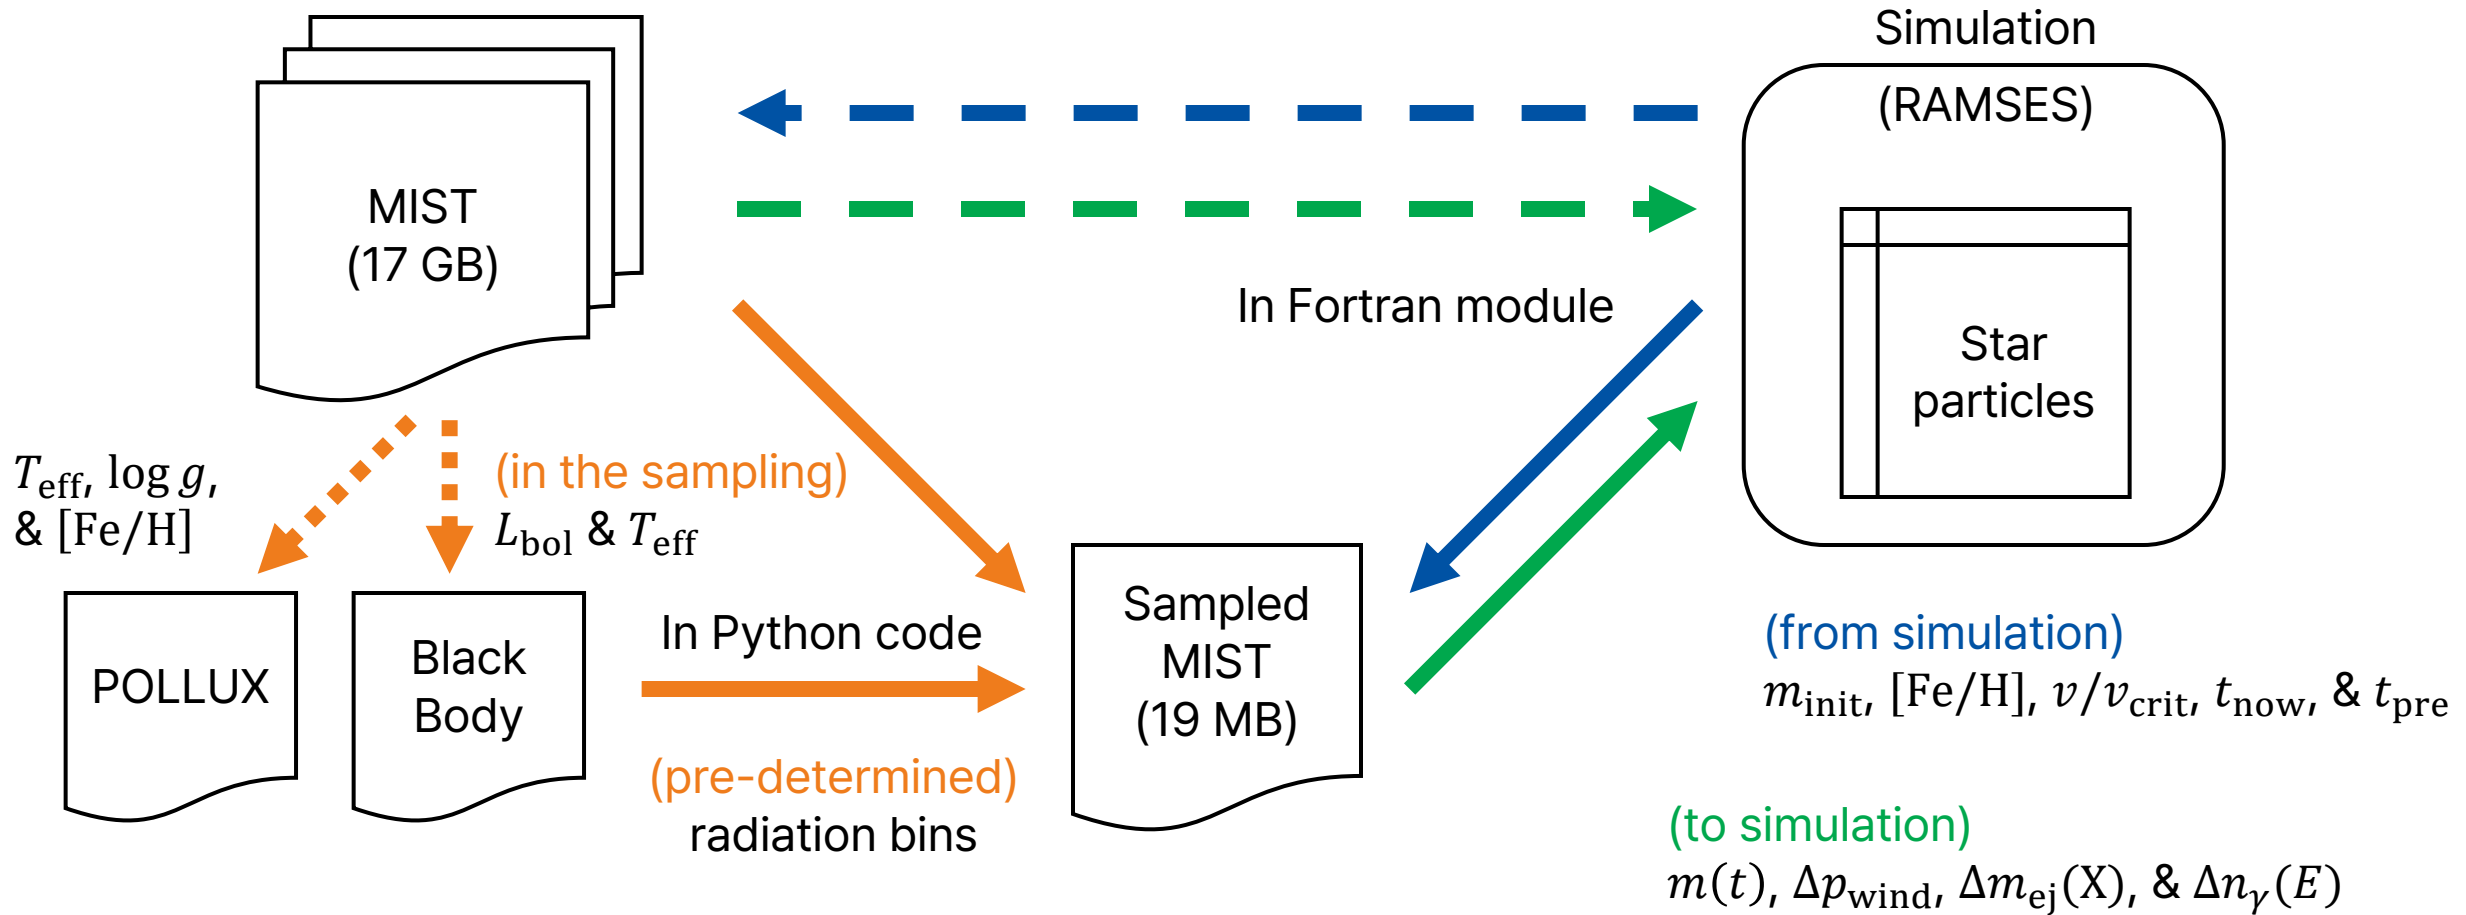 Simulation
(RAMSES)
MIST
(17 GB)
In Fortran module
Star
particles
T_eff, log g,
& [Fe/H]
(in the sampling)
L_bol & T_eff
POLLUX
Black
Body
In Python code
(pre-determined)
radiation bins
Sampled
MIST
(19 MB)
(from simulation)
m_init, [Fe/H], v/v_crit, t_now, & t_pre
(to simulation)
m(t), Δp_wind, Δm_ej(X), & Δn_γ(E)